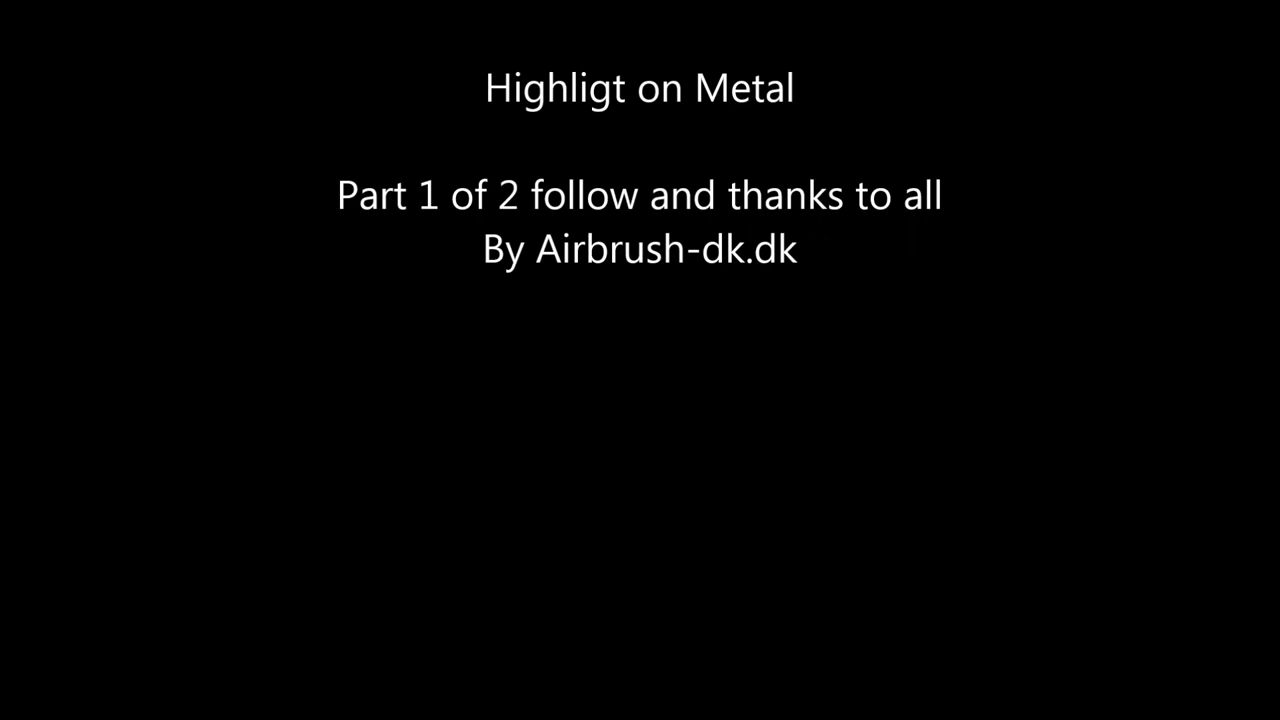 Highligt on Metal
Part 1 of 2 follow and thanks to all
By Airbrush-dk.dk